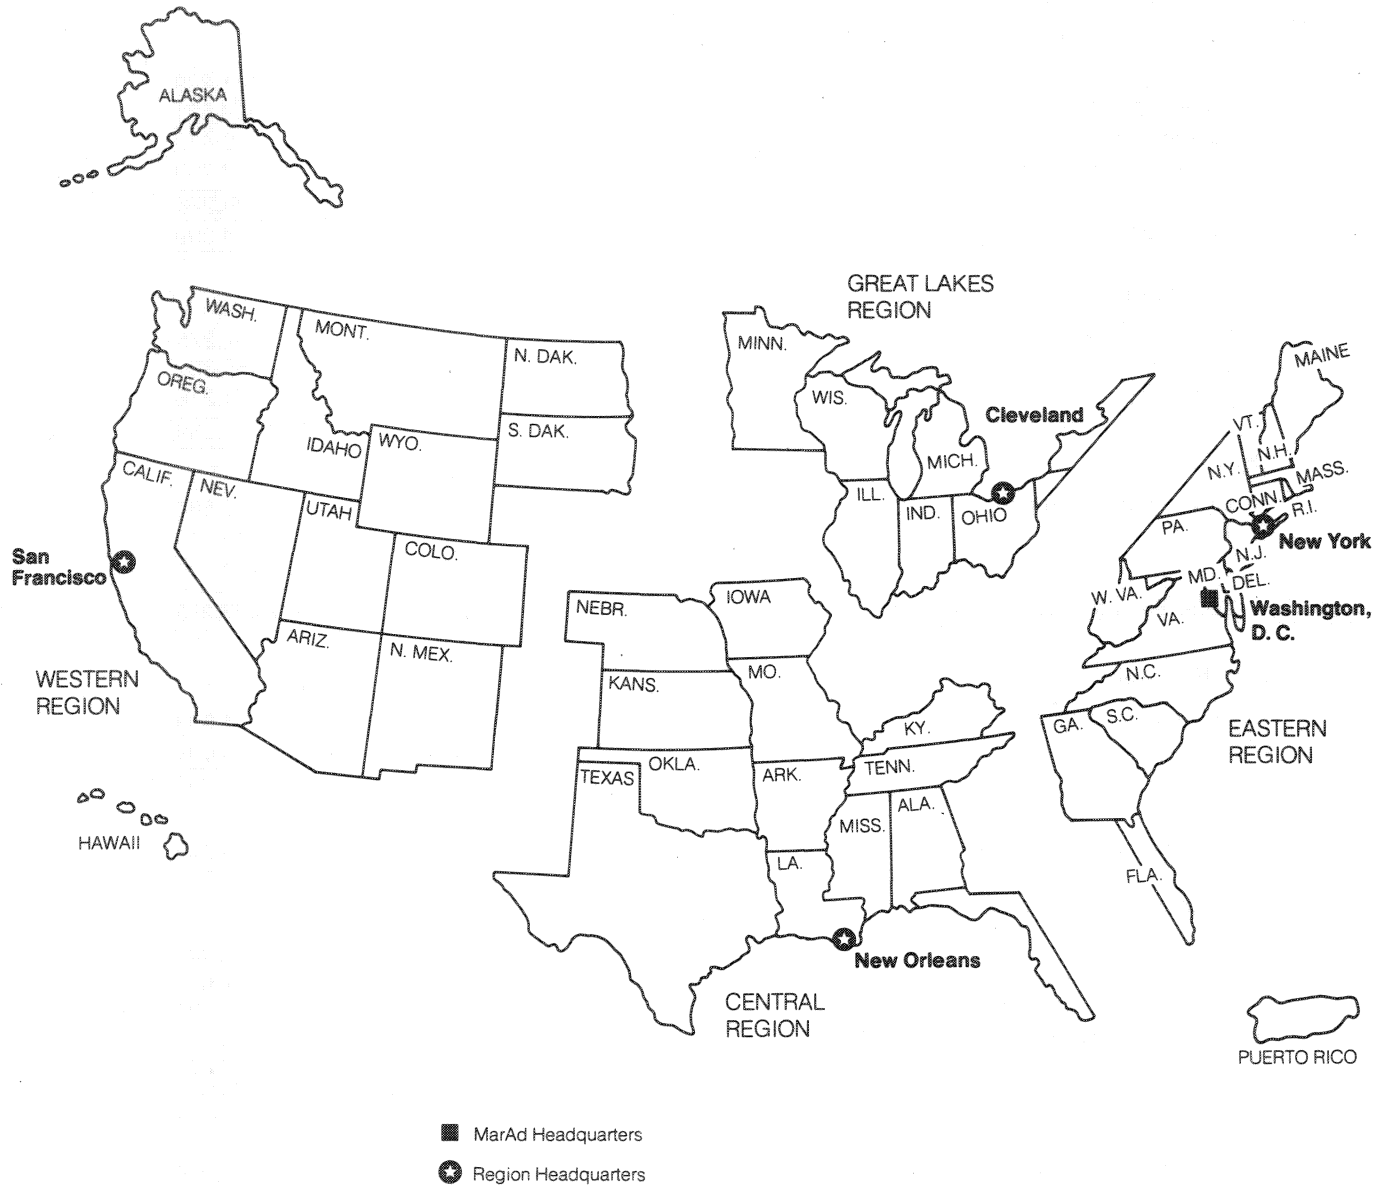 ALASKA
GREAT LAKES
REGION
WASH.
MONT.
N. DAK.
MINN.
MAINE
OREG.
S. DAK.
WIS.
Cleveland
VT.
IDAHO
WYO.
MICH.
N.Y.
N.H.
MASS.
CALIF.
NEV.
UTAH
ILL.
IND.
OHIO
CONN.
R.I.
PA.
New York
San
Francisco
COLO.
N.J.
MD.
DEL.
W. VA.
VA.
Washington,
D. C.
NEBR.
IOWA
ARIZ.
N. MEX.
KANS.
MO.
N.C.
WESTERN
REGION
KY.
GA.
S.C.
EASTERN
REGION
TEXAS
OKLA.
ARK.
TENN.
HAWAII
MISS.
ALA.
LA.
FLA.
New Orleans
CENTRAL
REGION
PUERTO RICO
MarAd Headquarters
Region Headquarters